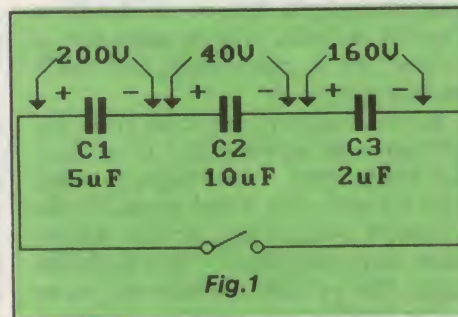 200V 40V 160V
+ - + - + -
C1 C2 C3
5uF 10uF 2uF
Fig.1